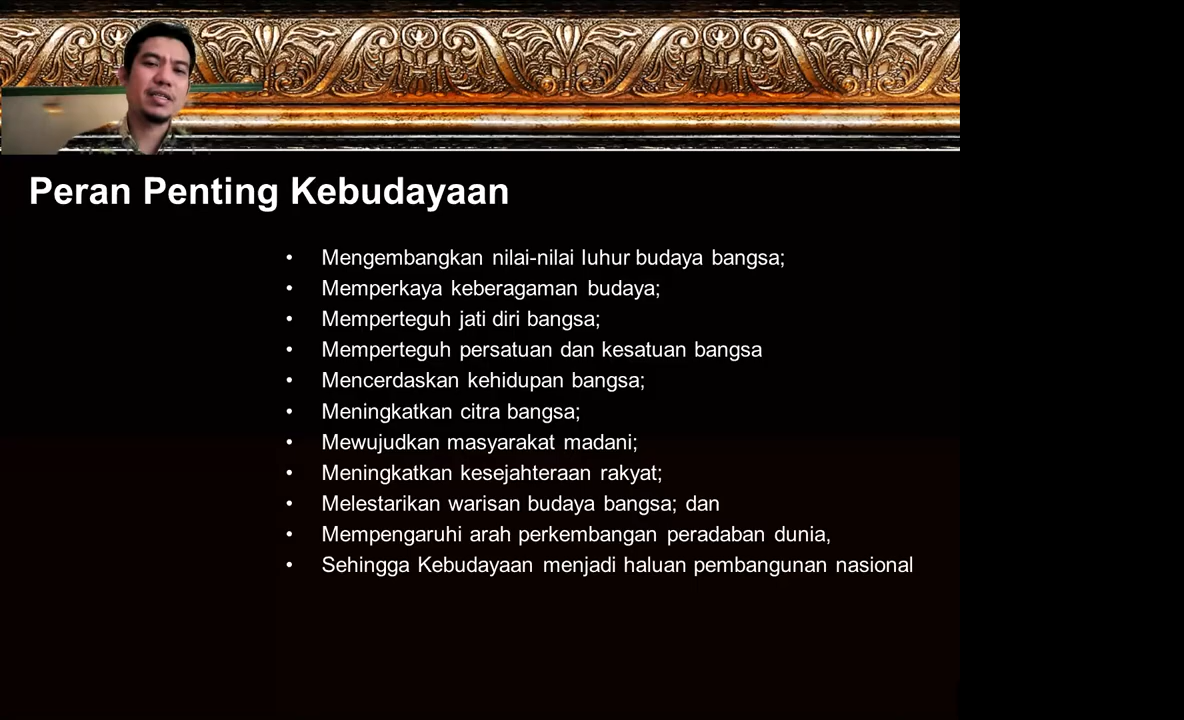 Peran Penting Kebudayaan
• Mengembangkan nilai-nilai luhur budaya bangsa;
• Memperkaya keberagaman budaya;
• Memperteguh jati diri bangsa;
• Memperteguh persatuan dan kesatuan bangsa
• Mencerdaskan kehidupan bangsa;
• Meningkatkan citra bangsa;
• Mewujudkan masyarakat madani;
• Meningkatkan kesejahteraan rakyat;
• Melestarikan warisan budaya bangsa; dan
• Mempengaruhi arah perkembangan peradaban dunia,
• Sehingga Kebudayaan menjadi haluan pembangunan nasional